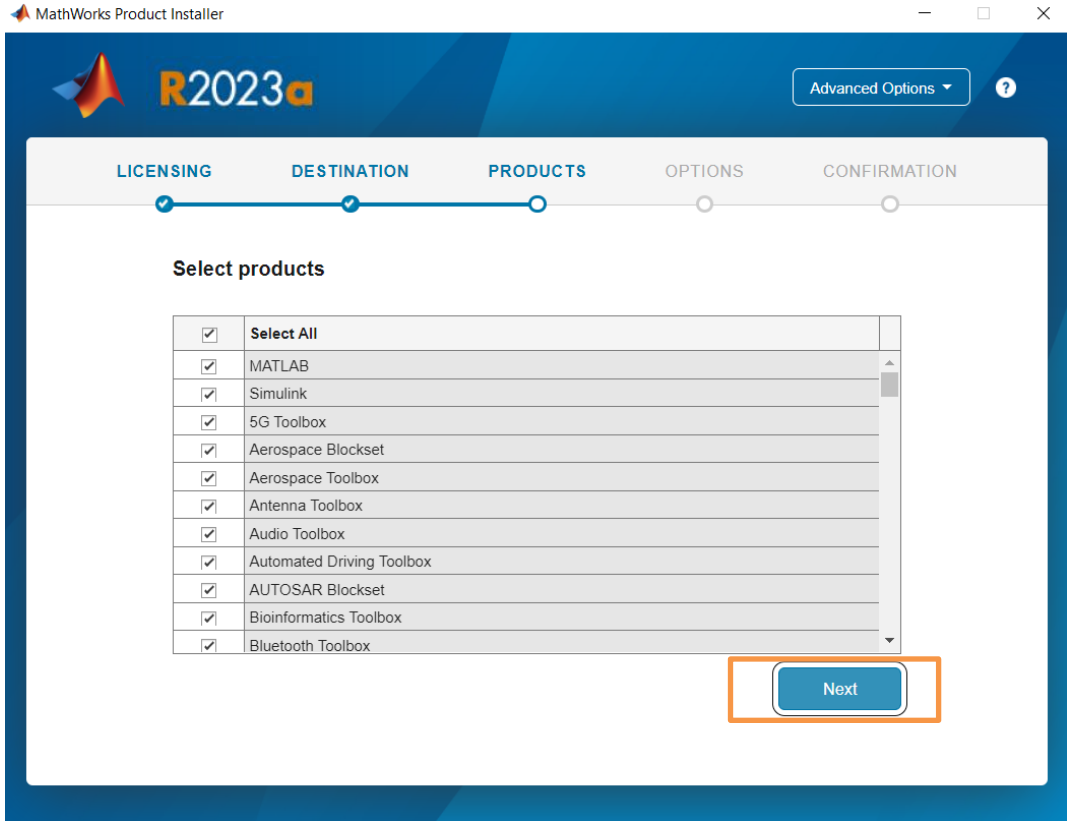 MathWorks Product Installer
R2023a
Advanced Options
?
LICENSING DESTINATION PRODUCTS OPTIONS CONFIRMATION
Select products
Select All
MATLAB
Simulink
5G Toolbox
Aerospace Blockset
Aerospace Toolbox
Antenna Toolbox
Audio Toolbox
Automated Driving Toolbox
AUTOSAR Blockset
Bioinformatics Toolbox
Bluetooth Toolbox
Next